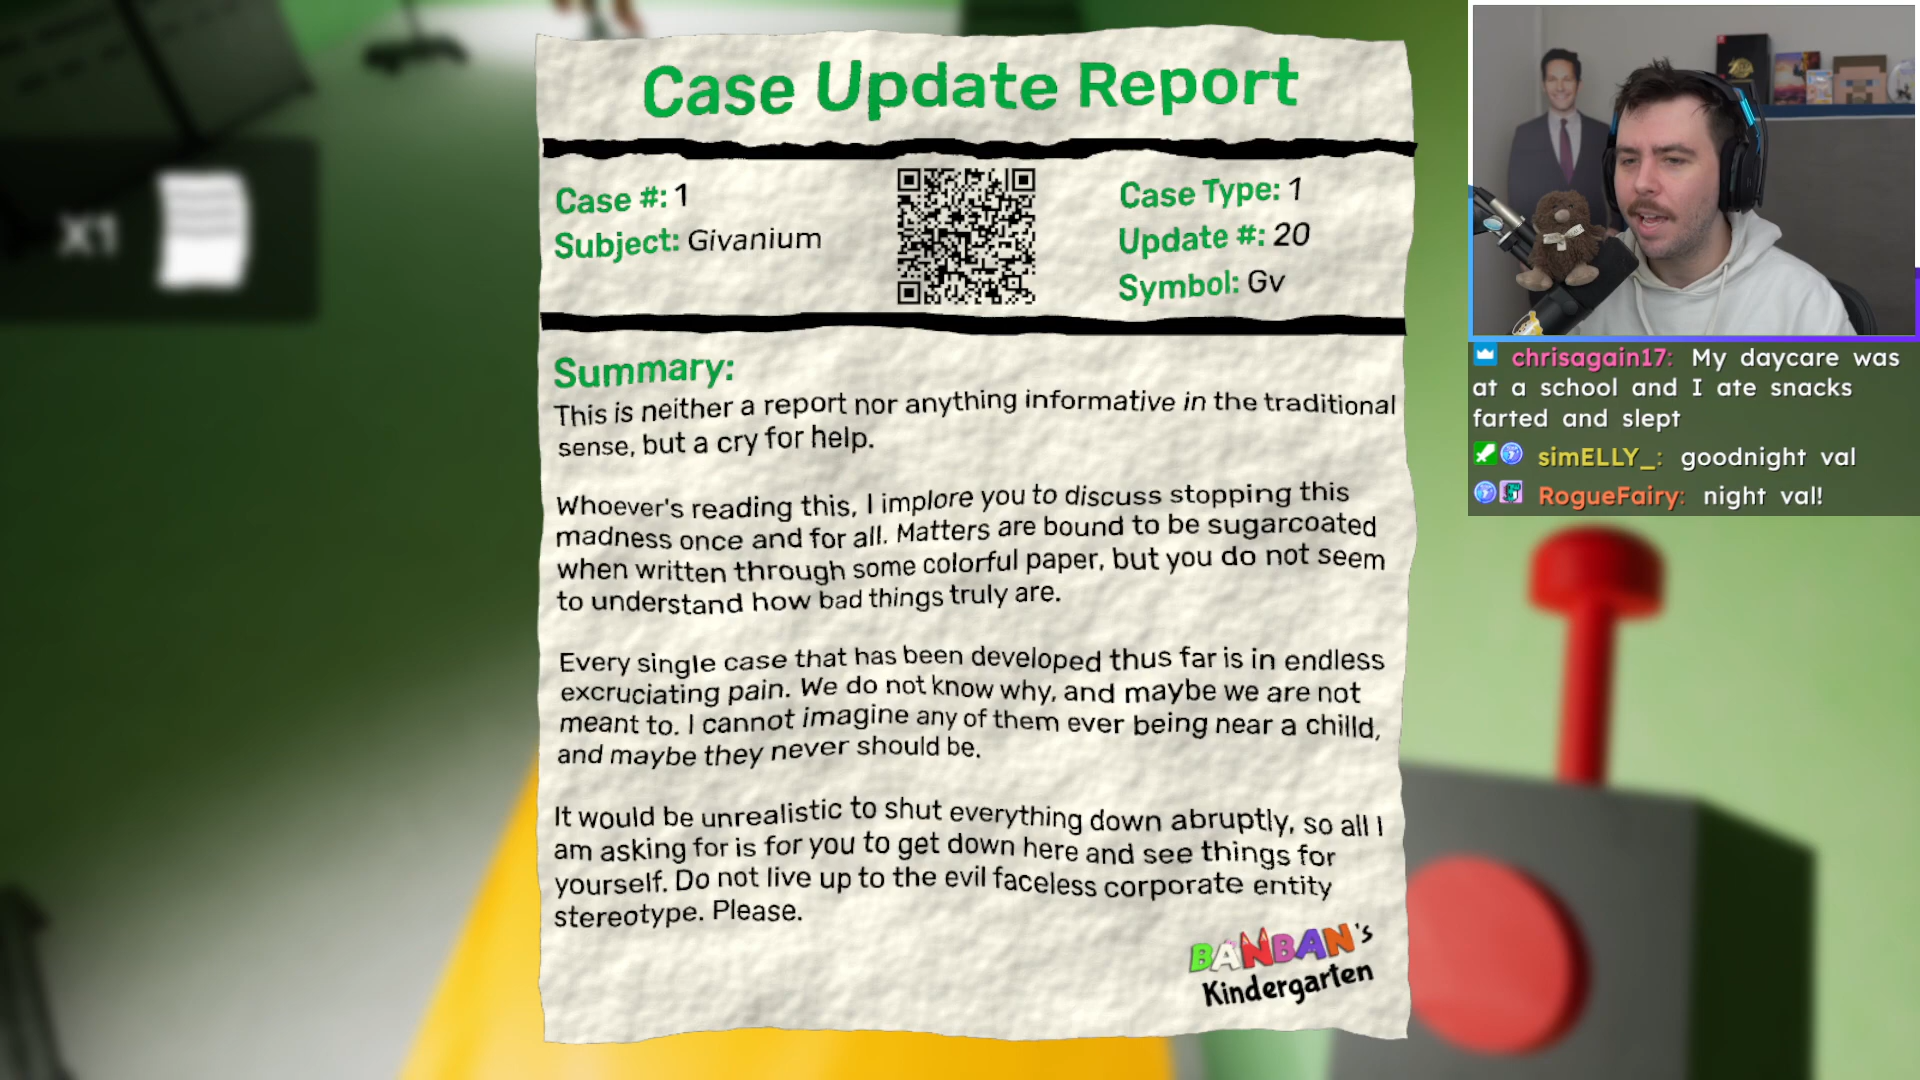 Case Update Report
X1
Case #: 1
Subject: Givanium
Case Type: 1
Update #: 20
Symbol: Gv
Summary:
This is neither a report nor anything informative in the traditional
sense, but a cry for help.
Whoever's reading this, I implore you to discuss stopping this
madness once and for all. Matters are bound to be sugarcoated
when written through some colorful paper, but you do not seem
to understand how bad things truly are.
Every single case that has been developed thus far is in endless
excruciating pain. We do not know why, and maybe we are not
meant to. I cannot imagine any of them ever being near a chilld,
and maybe they never should be.
It would be unrealistic to shut everything down abruptly, so all I
am asking for is for you to get down here and see things for
yourself. Do not live up to the evil faceless corporate entity
stereotype. Please.
BANBAN's
Kindergarten
chrisagain17: My daycare was
at a school and I ate snacks
farted and slept
simELLY_: goodnight val
RogueFairy: night val!